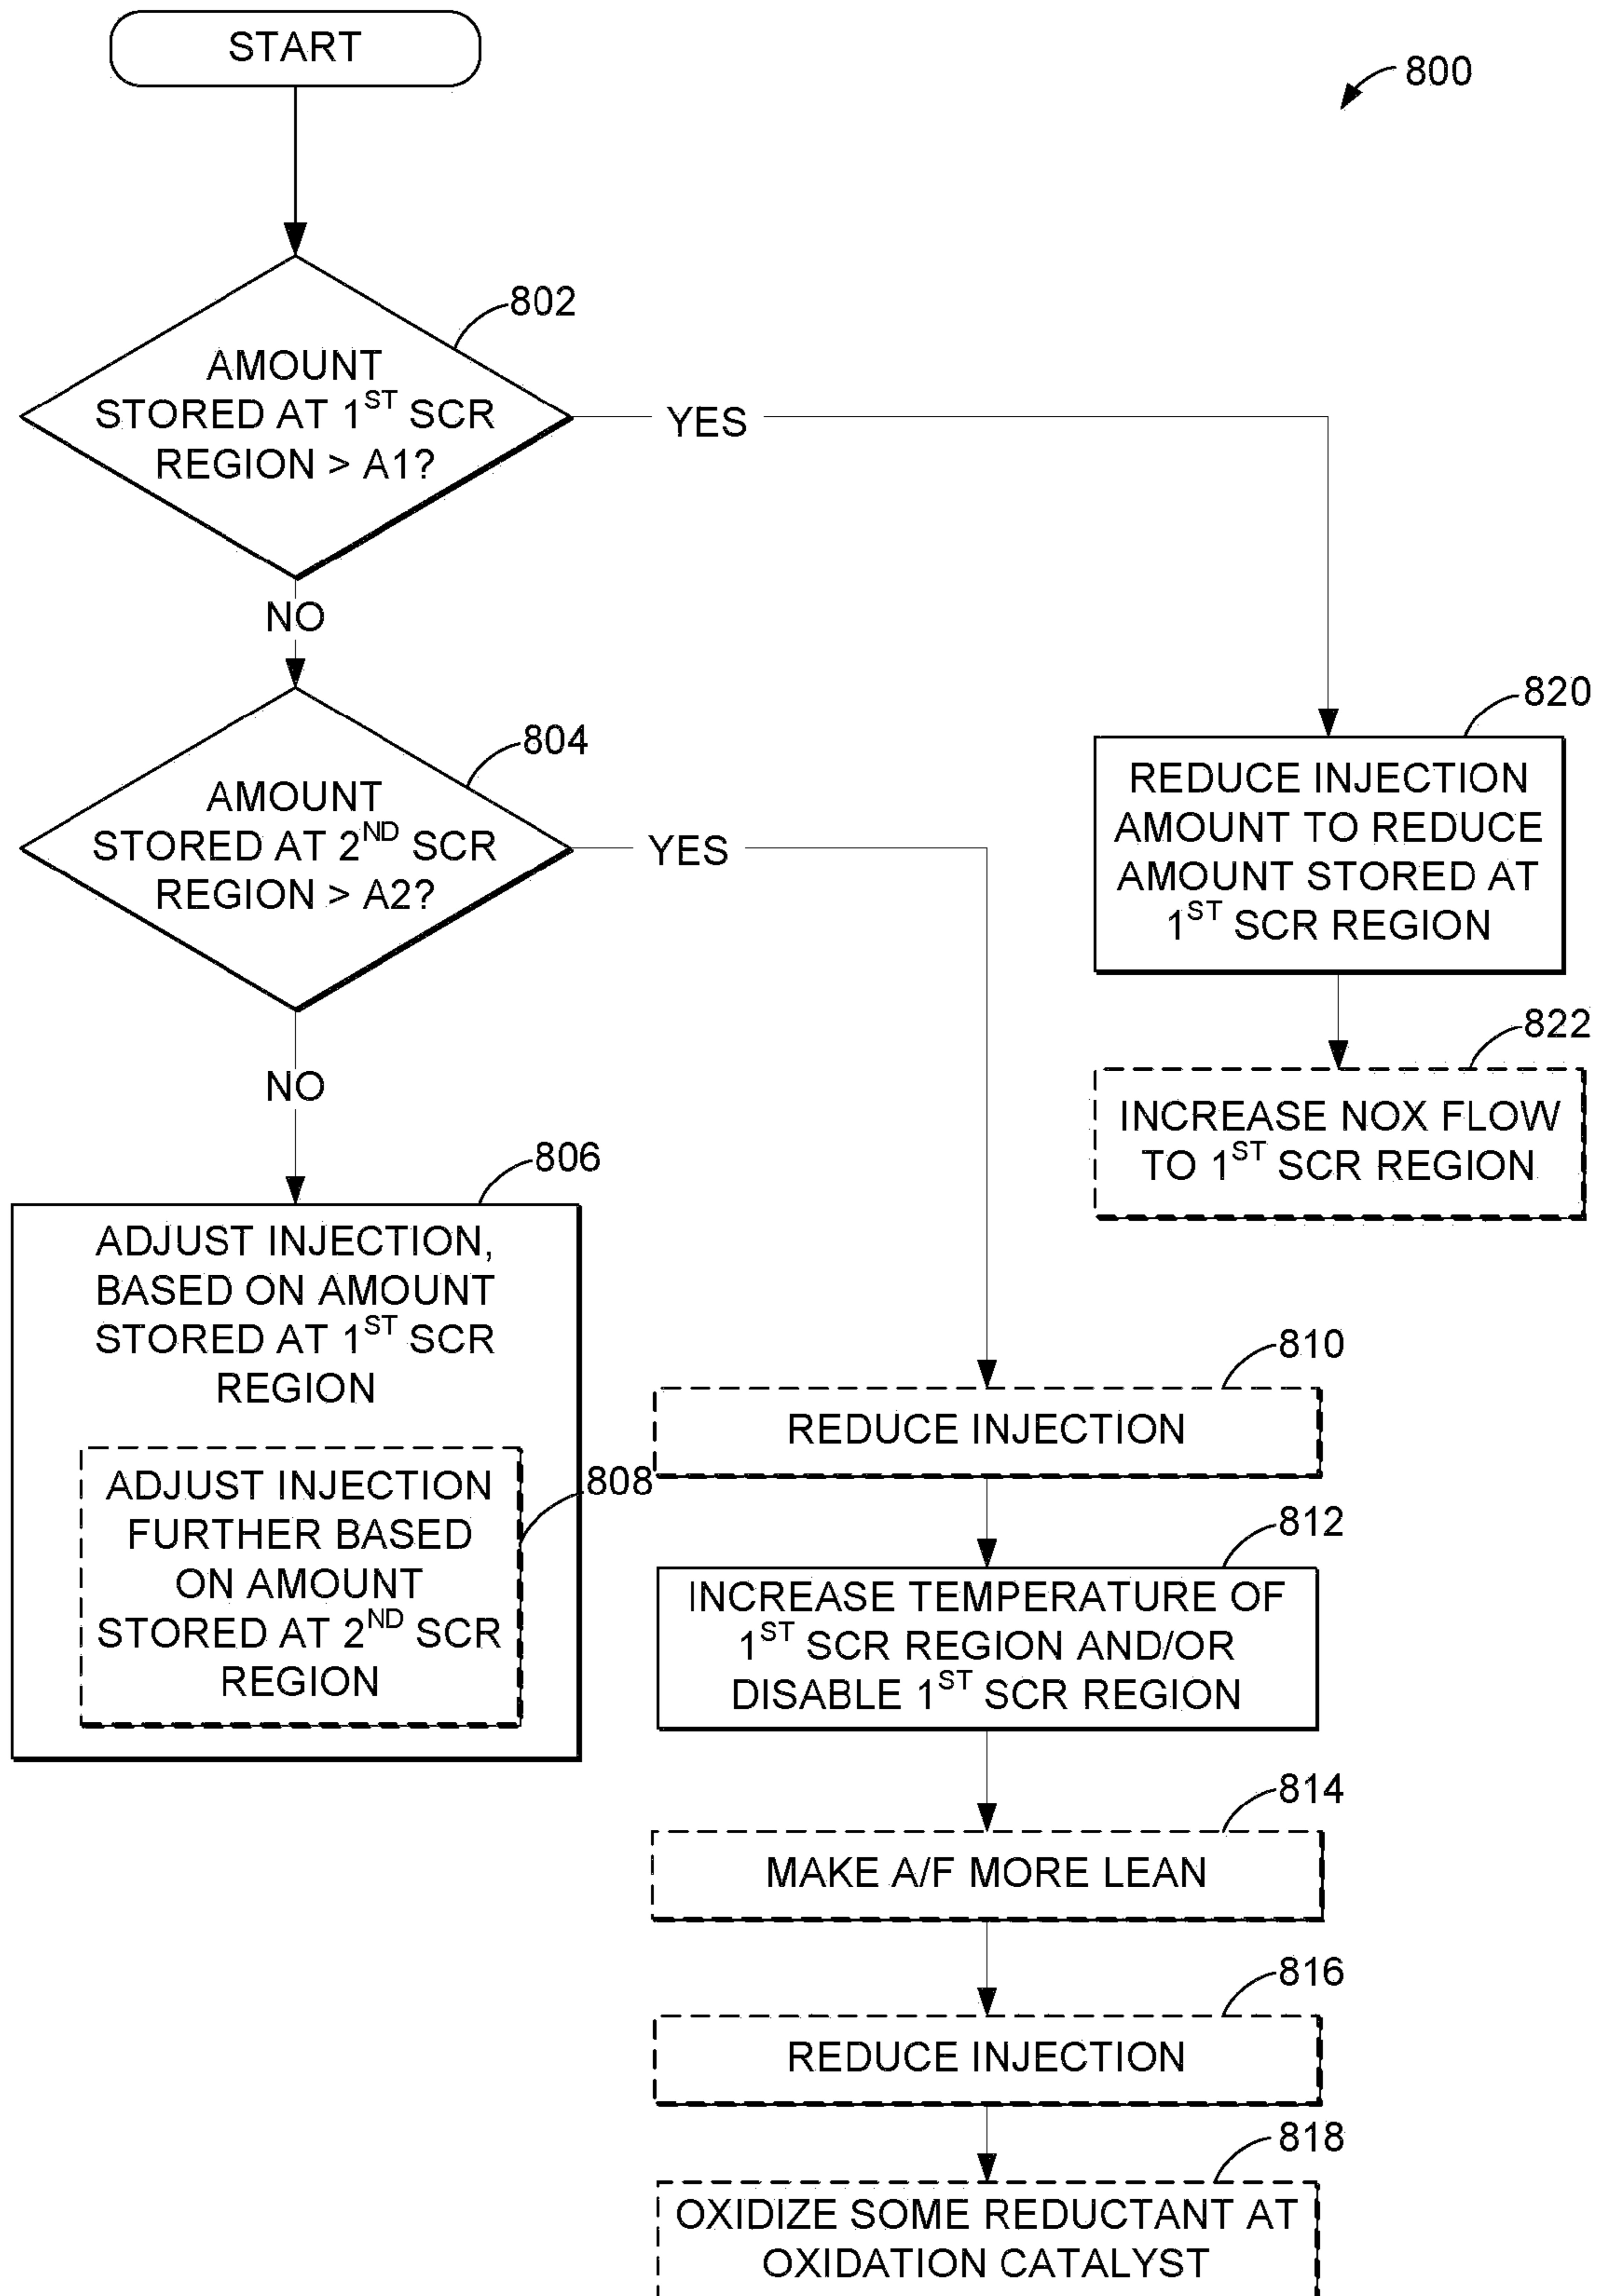 START
800
802
AMOUNT
STORED AT 1ST SCR
REGION > A1?
YES
NO
804
AMOUNT
STORED AT 2ND SCR
REGION > A2?
YES
NO
820
REDUCE INJECTION
AMOUNT TO REDUCE
AMOUNT STORED AT
1ST SCR REGION
822
INCREASE NOX FLOW
TO 1ST SCR REGION
806
ADJUST INJECTION,
BASED ON AMOUNT
STORED AT 1ST SCR
REGION
808
ADJUST INJECTION
FURTHER BASED
ON AMOUNT
STORED AT 2ND SCR
REGION
810
REDUCE INJECTION
812
INCREASE TEMPERATURE OF
1ST SCR REGION AND/OR
DISABLE 1ST SCR REGION
814
MAKE A/F MORE LEAN
816
REDUCE INJECTION
818
OXIDIZE SOME REDUCTANT AT
OXIDATION CATALYST